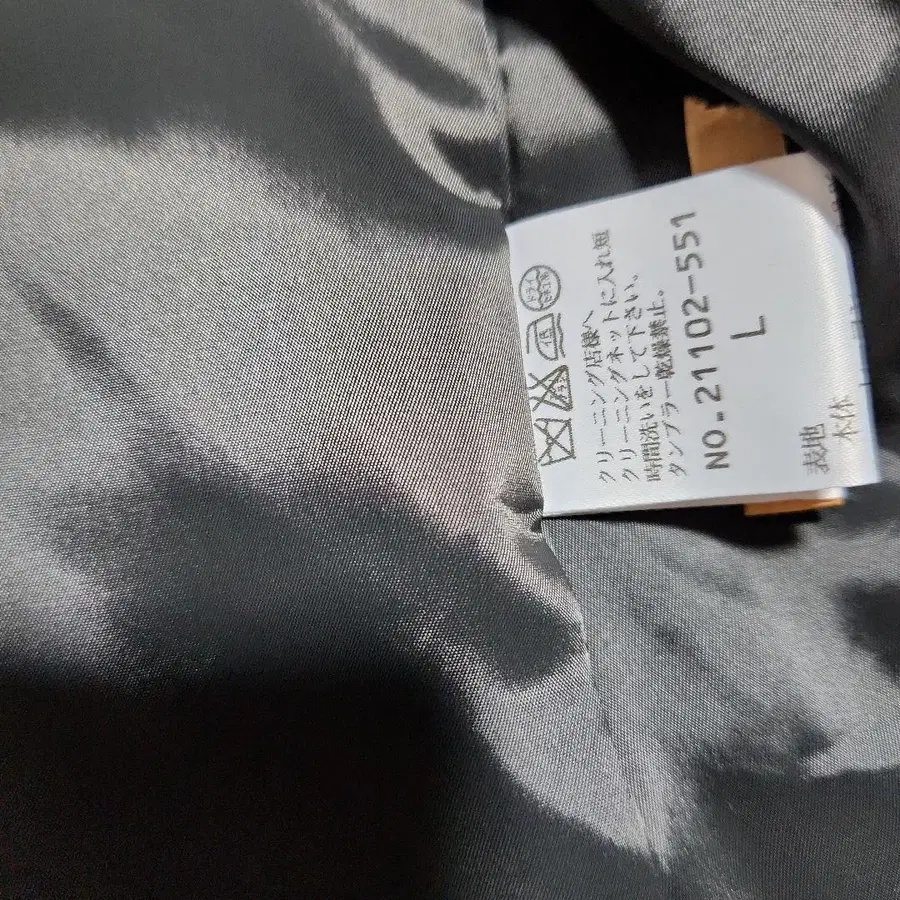 クリーニング店様へ
クリーニングネットに入れ短
時間洗いをして下さい。
タンブラー乾燥禁止。
NO.21102-551
L
表地
本体